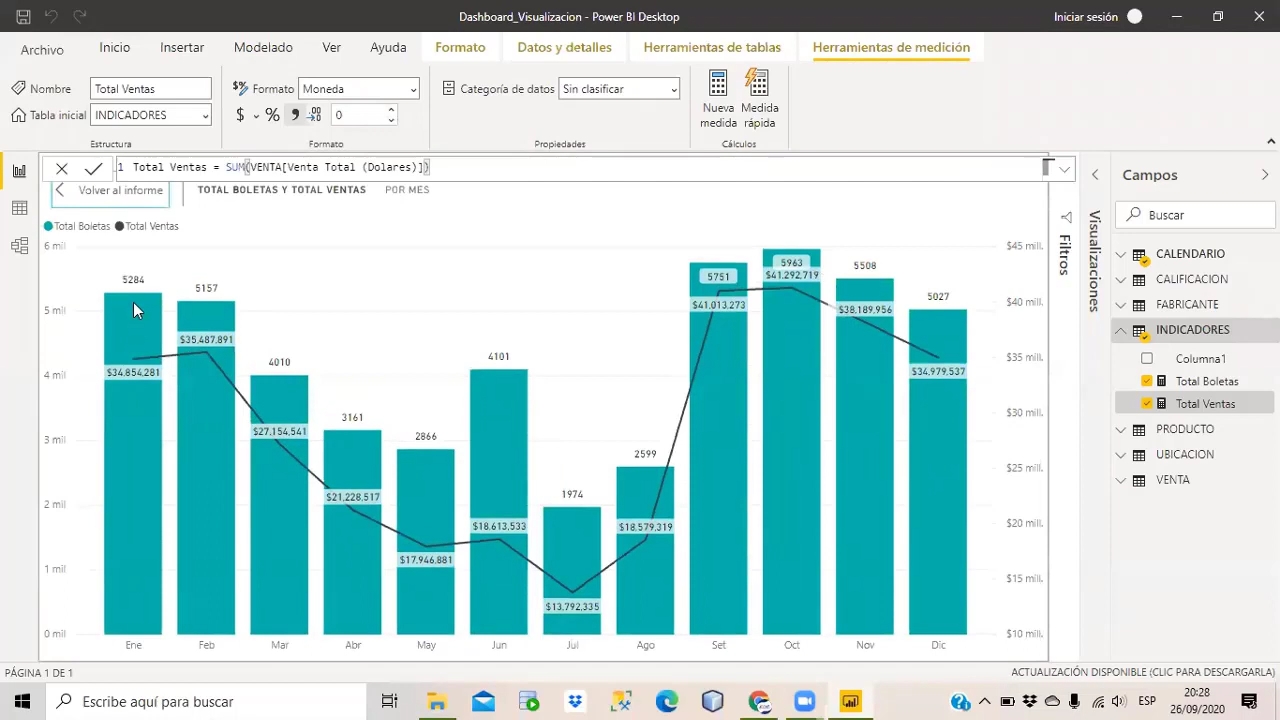 Dashboard_Visualizacion - Power BI Desktop
Iniciar sesión
Archivo Inicio Insertar Modelado Ver Ayuda Formato Datos y detalles Herramientas de tablas Herramientas de medición
Nombre Total Ventas
Formato Moneda
Categoría de datos Sin clasificar
Tabla inicial INDICADORES
$ % 0
Nueva medida
Medida rápida
Estructura Formato Propiedades Cálculos
1 Total Ventas = SUM(VENTA[Venta Total (Dolares)])
Volver al informe TOTAL BOLETAS Y TOTAL VENTAS POR MES
Total Boletas Total Ventas
6 mil
5 mil
4 mil
3 mil
2 mil
1 mil
0 mil
5284 5157 4010 3161 2866 4101 1974 2599 5751 5963 5508 5027
$34,854,281 $35,487,891 $27,154,541 $21,228,517 $17,946,881 $18,613,533 $13,792,335 $18,579,319 $41,013,273 $41,292,719 $38,189,956 $34,979,537
$45 mill.
$40 mill.
$35 mill.
$30 mill.
$25 mill.
$20 mill.
$15 mill.
$10 mill.
Ene Feb Mar Abr May Jun Jul Ago Set Oct Nov Dic
Filtros
Visualizaciones
Campos
Buscar
CALENDARIO
CALIFICACION
FABRICANTE
INDICADORES
Columna1
Total Boletas
Total Ventas
PRODUCTO
UBICACION
VENTA
PÁGINA 1 DE 1
ACTUALIZACIÓN DISPONIBLE (CLIC PARA DESCARGARLA)
Escribe aquí para buscar
ESP
20:28
26/09/2020